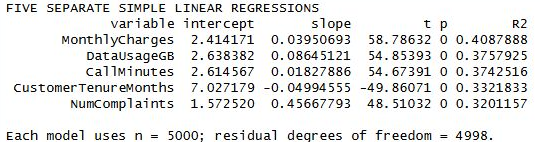 FIVE SEPARATE SIMPLE LINEAR REGRESSIONS
variable intercept slope t p R2
MonthlyCharges 2.414171 0.03950693 58.78632 0 0.4087888
DataUsageGB 2.638382 0.08645121 54.85393 0 0.3757925
CallMinutes 2.614567 0.01827886 54.67391 0 0.3742516
CustomerTenureMonths 7.027179 -0.04994555 -49.86071 0 0.3321833
NumComplaints 1.572520 0.45667793 48.51032 0 0.3201157
Each model uses n = 5000; residual degrees of freedom = 4998.